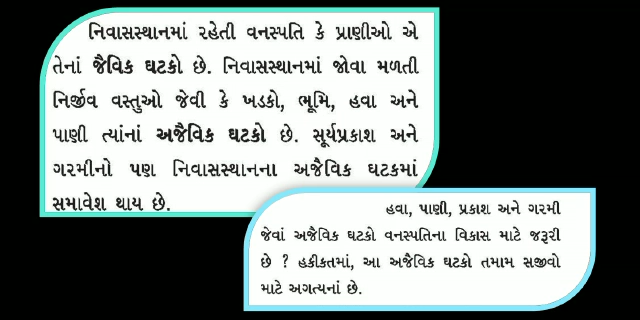 નિવાસસ્થાનમાં રહેતી વનસ્પતિ કે પ્રાણીઓ એ
તેનાં જૈવિક ઘટકો છે. નિવાસસ્થાનમાં જોવા મળતી
નિર્જીવ વસ્તુઓ જેવી કે ખડકો, ભૂમિ, હવા અને
પાણી ત્યાંનાં અજૈવિક ઘટકો છે. સૂર્યપ્રકાશ અને
ગરમીનો પણ નિવાસસ્થાનના અજૈવિક ઘટકમાં
સમાવેશ થાય છે.
હવા, પાણી, પ્રકાશ અને ગરમી
જેવાં અજૈવિક ઘટકો વનસ્પતિના વિકાસ માટે જરૂરી
છે ? હકીકતમાં, આ અજૈવિક ઘટકો તમામ સજીવો
માટે અગત્યનાં છે.